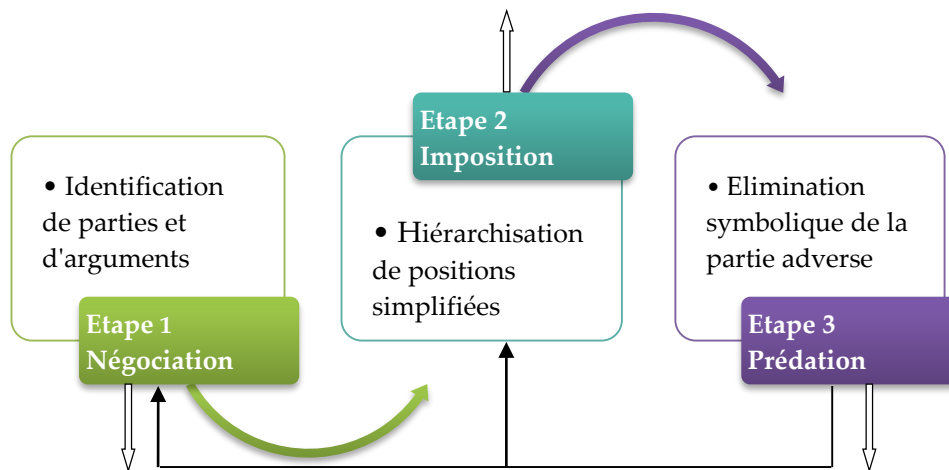 • Identification
de parties et
d'arguments
Etape 1
Négociation
Etape 2
Imposition
• Hiérarchisation
de positions
simplifiées
• Elimination
symbolique de la
partie adverse
Etape 3
Prédation